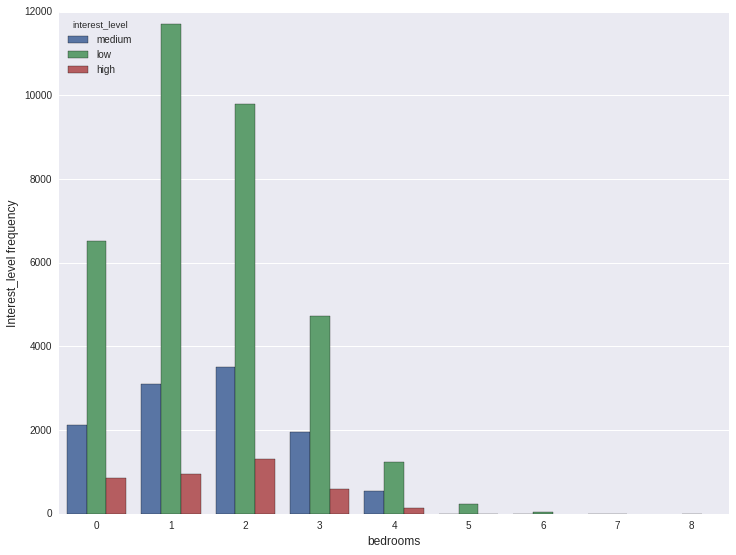 interest_level
medium
low
high
12000
10000
8000
6000
4000
2000
0
Interest_level frequency
0 1 2 3 4 5 6 7 8
bedrooms